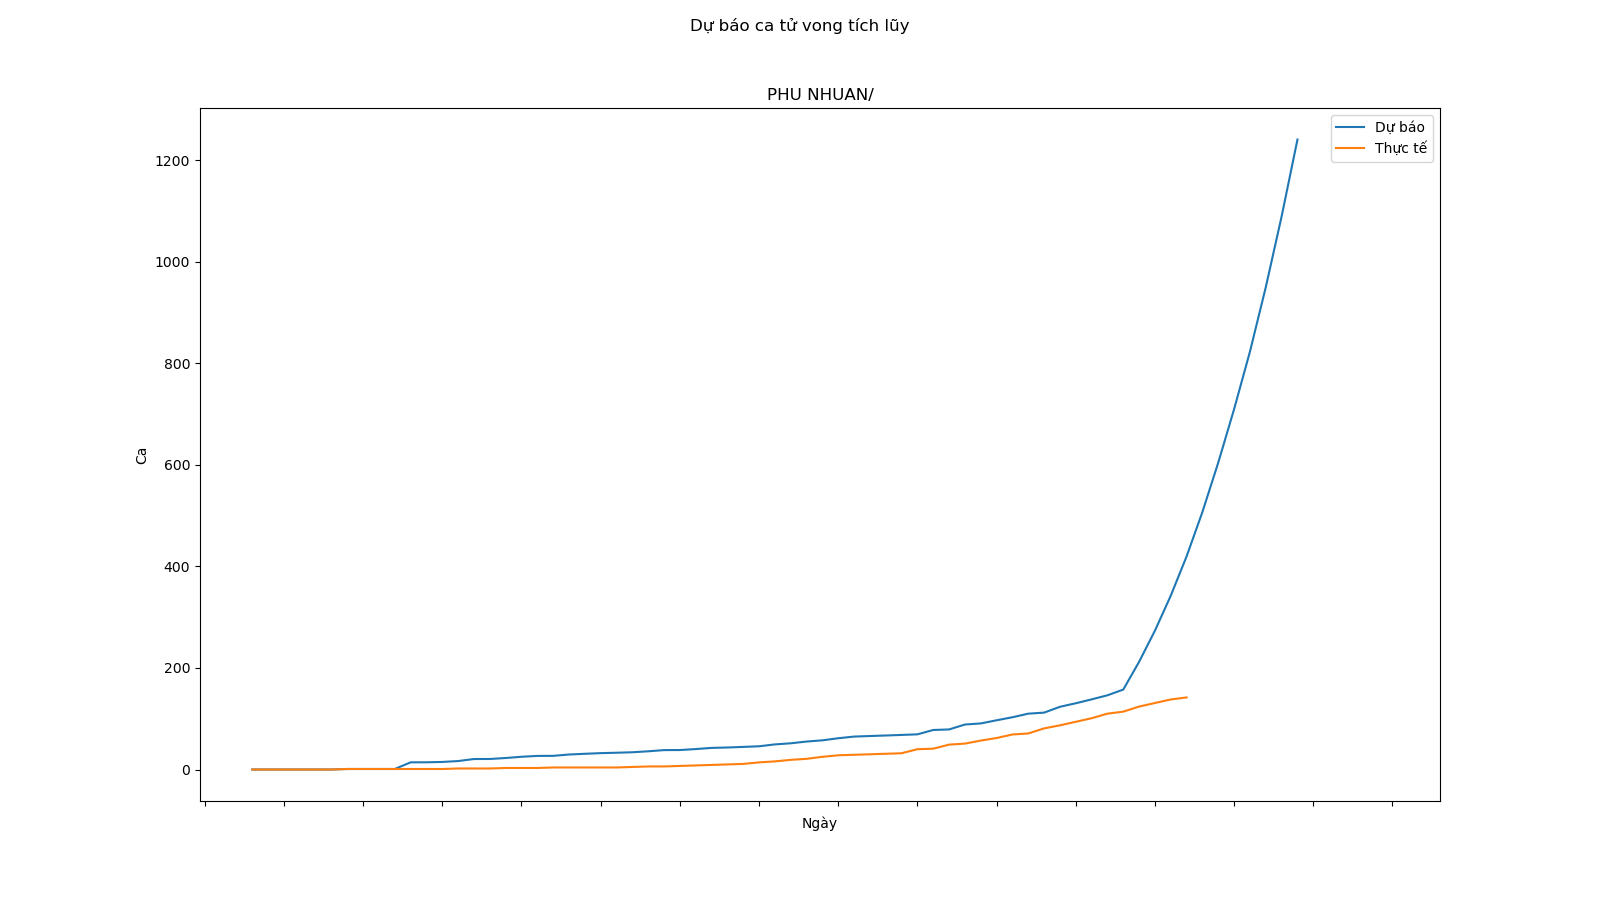 Dự báo ca tử vong tích lũy
PHU NHUAN/
Dự báo
Thực tế
1200
1000
800
600
400
200
0
Ca
Ngày